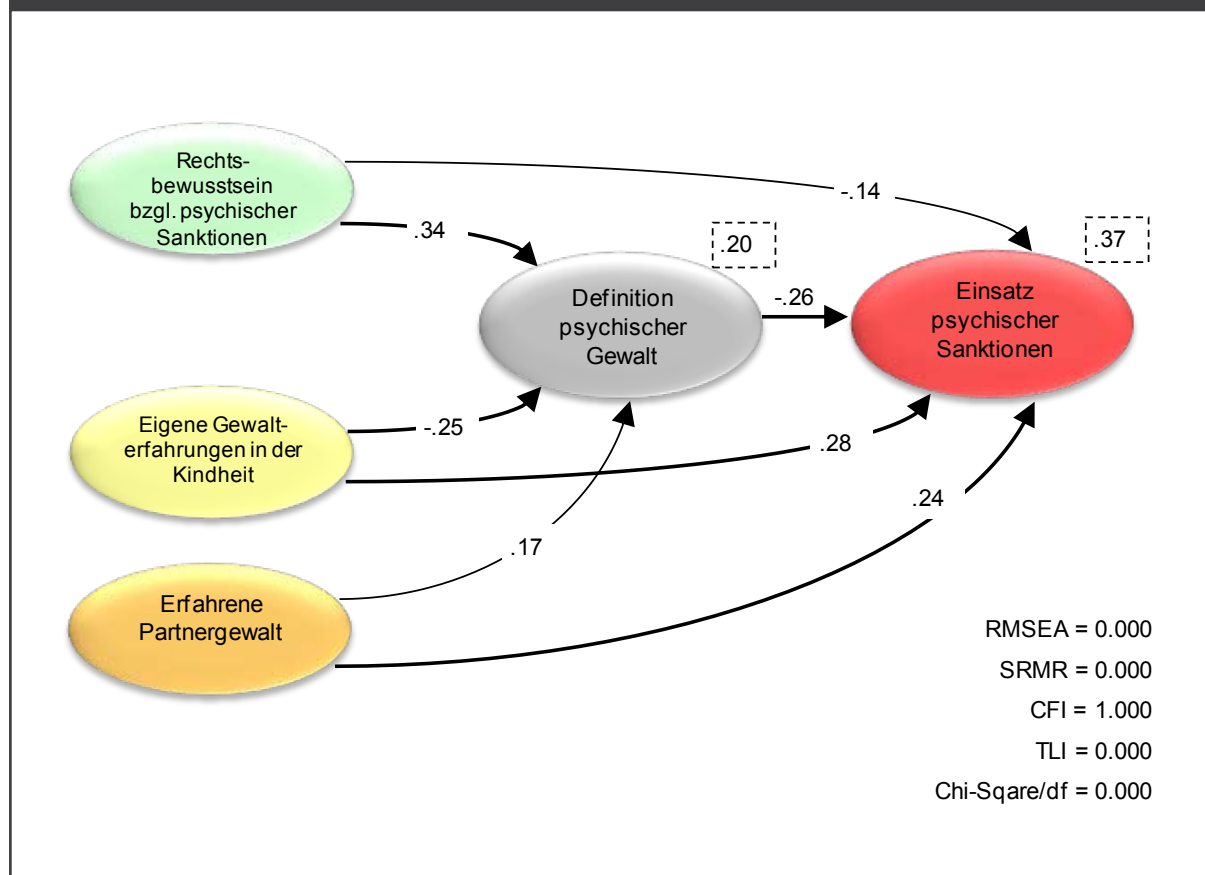 Rechts-
bewusstsein
bzgl. psychischer
Sanktionen
-.14
.34
.20
.37
Definition
psychischer
Gewalt
-.26
Einsatz
psychischer
Sanktionen
Eigene Gewalt-
erfahrungen in der
Kindheit
-.25
.28
.24
.17
Erfahrene
Partnergewalt
RMSEA = 0.000
SRMR = 0.000
CFI = 1.000
TLI = 0.000
Chi-Sqare/df = 0.000